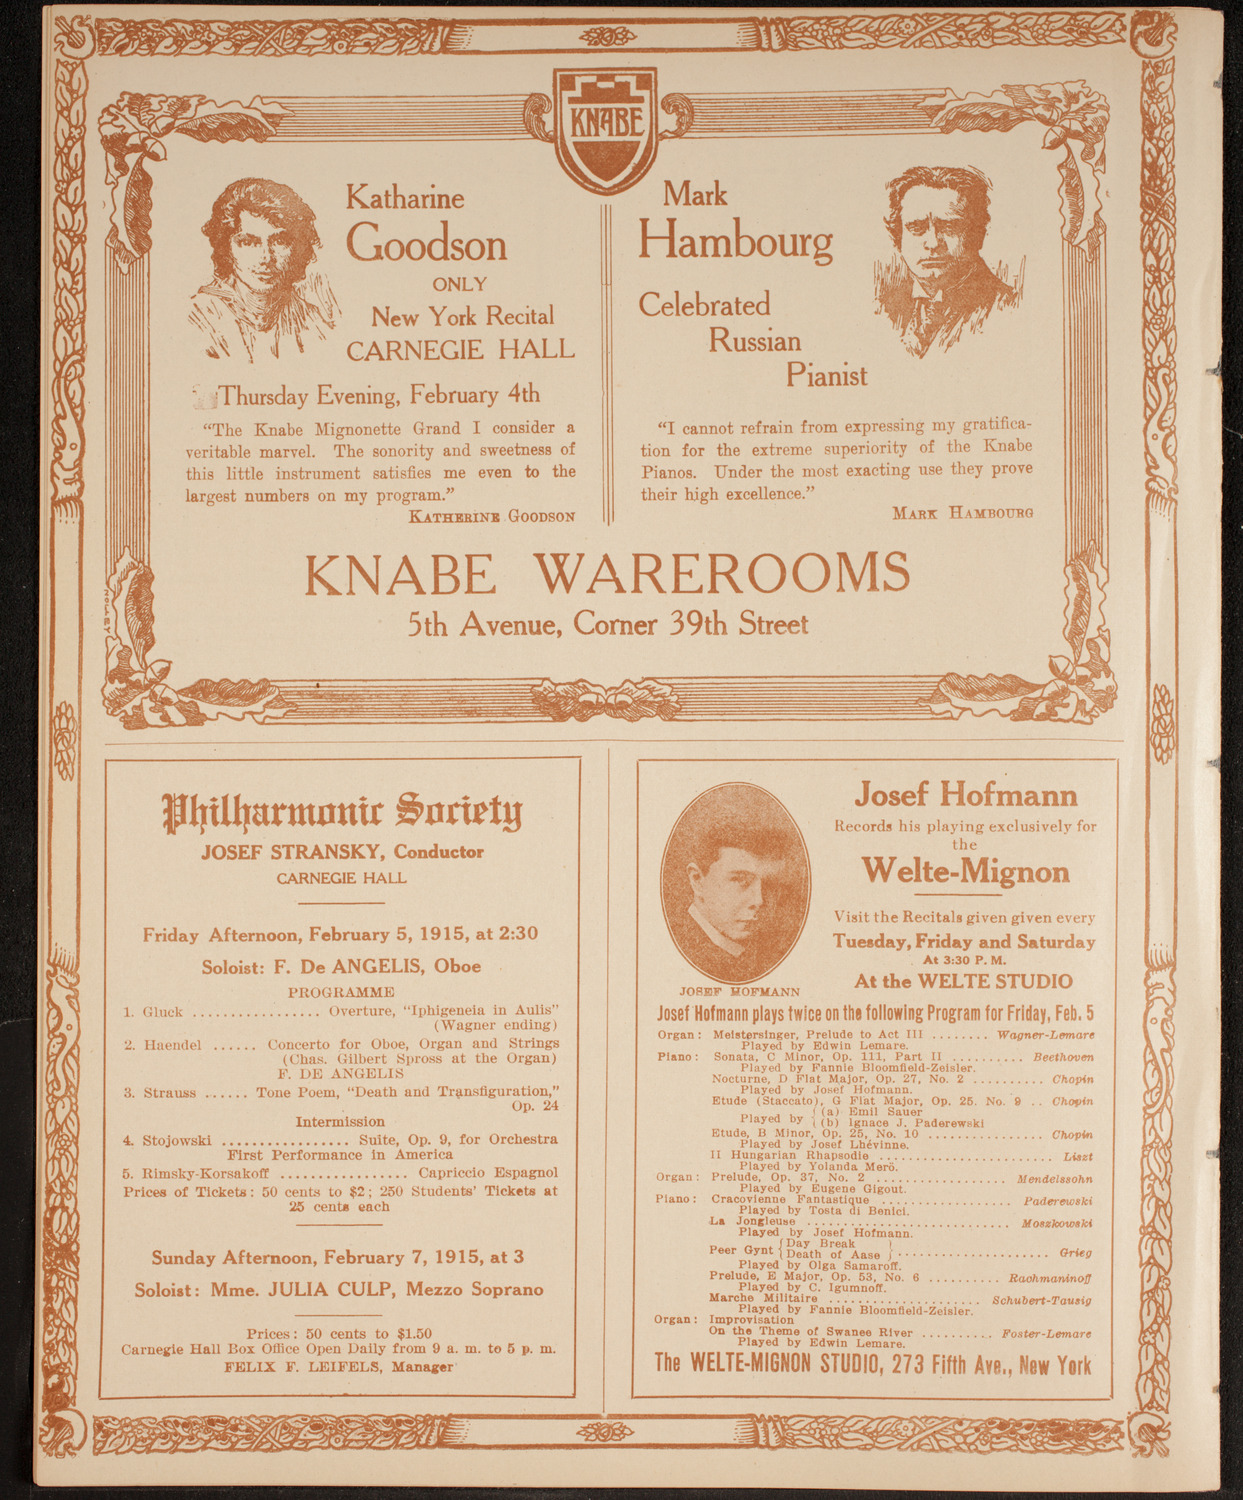 KNABE
Katharine
Goodson
ONLY
New York Recital
CARNEGIE HALL
Thursday Evening, February 4th
“The Knabe Mignonette Grand I consider a
veritable marvel. The sonority and sweetness of
this little instrument satisfies me even to the
largest numbers on my program.”
KATHERINE GOODSON
Mark
Hambourg
Celebrated
Russian
Pianist
“I cannot refrain from expressing my gratifica-
tion for the extreme superiority of the Knabe
Pianos. Under the most exacting use they prove
their high excellence.”
MARK HAMBOURG
KNABE WAREROOMS
5th Avenue, Corner 39th Street
Philharmonic Society
JOSEF STRANSKY, Conductor
CARNEGIE HALL
Friday Afternoon, February 5, 1915, at 2:30
Soloist: F. De ANGELIS, Oboe
PROGRAMME
1. Gluck ................ Overture, “Iphigeneia in Aulis”
(Wagner ending)
2. Haendel ...... Concerto for Oboe, Organ and Strings
(Chas. Gilbert Spross at the Organ)
F. DE ANGELIS
3. Strauss ...... Tone Poem, “Death and Transfiguration,”
Op. 24
Intermission
4. Stojowski ................ Suite, Op. 9, for Orchestra
First Performance in America
5. Rimsky-Korsakoff ................ Capriccio Espagnol
Prices of Tickets: 50 cents to $2; 250 Students’ Tickets at
25 cents each
Sunday Afternoon, February 7, 1915, at 3
Soloist: Mme. JULIA CULP, Mezzo Soprano
Prices: 50 cents to $1.50
Carnegie Hall Box Office Open Daily from 9 a. m. to 5 p. m.
FELIX F. LEIFELS, Manager
JOSEF HOFMANN
Josef Hofmann
Records his playing exclusively for
the
Welte-Mignon
Visit the Recitals given given every
Tuesday, Friday and Saturday
At 3:30 P. M.
At the WELTE STUDIO
Josef Hofmann plays twice on the following Program for Friday, Feb. 5
Organ: Meistersinger, Prelude to Act III ........ Wagner-Lemare
Played by Edwin Lemare.
Piano: Sonata, C Minor, Op. 111, Part II .......... Beethoven
Played by Fannie Bloomfield-Zeisler.
Nocturne, D Flat Major, Op. 27, No. 2 .......... Chopin
Played by Josef Hofmann.
Etude (Staccato), G Flat Major, Op. 25. No. 9 .. Chopin
Played by { (a) Emil Sauer
(b) Ignace J. Paderewski
Etude, B Minor, Op. 25, No. 10 ................ Chopin
Played by Josef Lhévinne.
II Hungarian Rhapsodie ........................ Liszt
Played by Yolanda Merö.
Organ: Prelude, Op. 37, No. 2 .................. Mendelssohn
Played by Eugene Gigout.
Piano: Cracovienne Fantastique .................. Paderewski
Played by Tosta di Benici.
La Jongleuse ............................ Moszkowski
Played by Josef Hofmann.
Peer Gynt { Day Break
Death of Aase } ..................... Grieg
Played by Olga Samaroff.
Prelude, E Major, Op. 53, No. 6 .......... Rachmaninoff
Played by C. Igumnoff.
Marche Militaire ..................... Schubert-Tausig
Played by Fannie Bloomfield-Zeisler.
Organ: Improvisation
On the Theme of Swanee River .......... Foster-Lemare
Played by Edwin Lemare.
The WELTE-MIGNON STUDIO, 273 Fifth Ave., New York